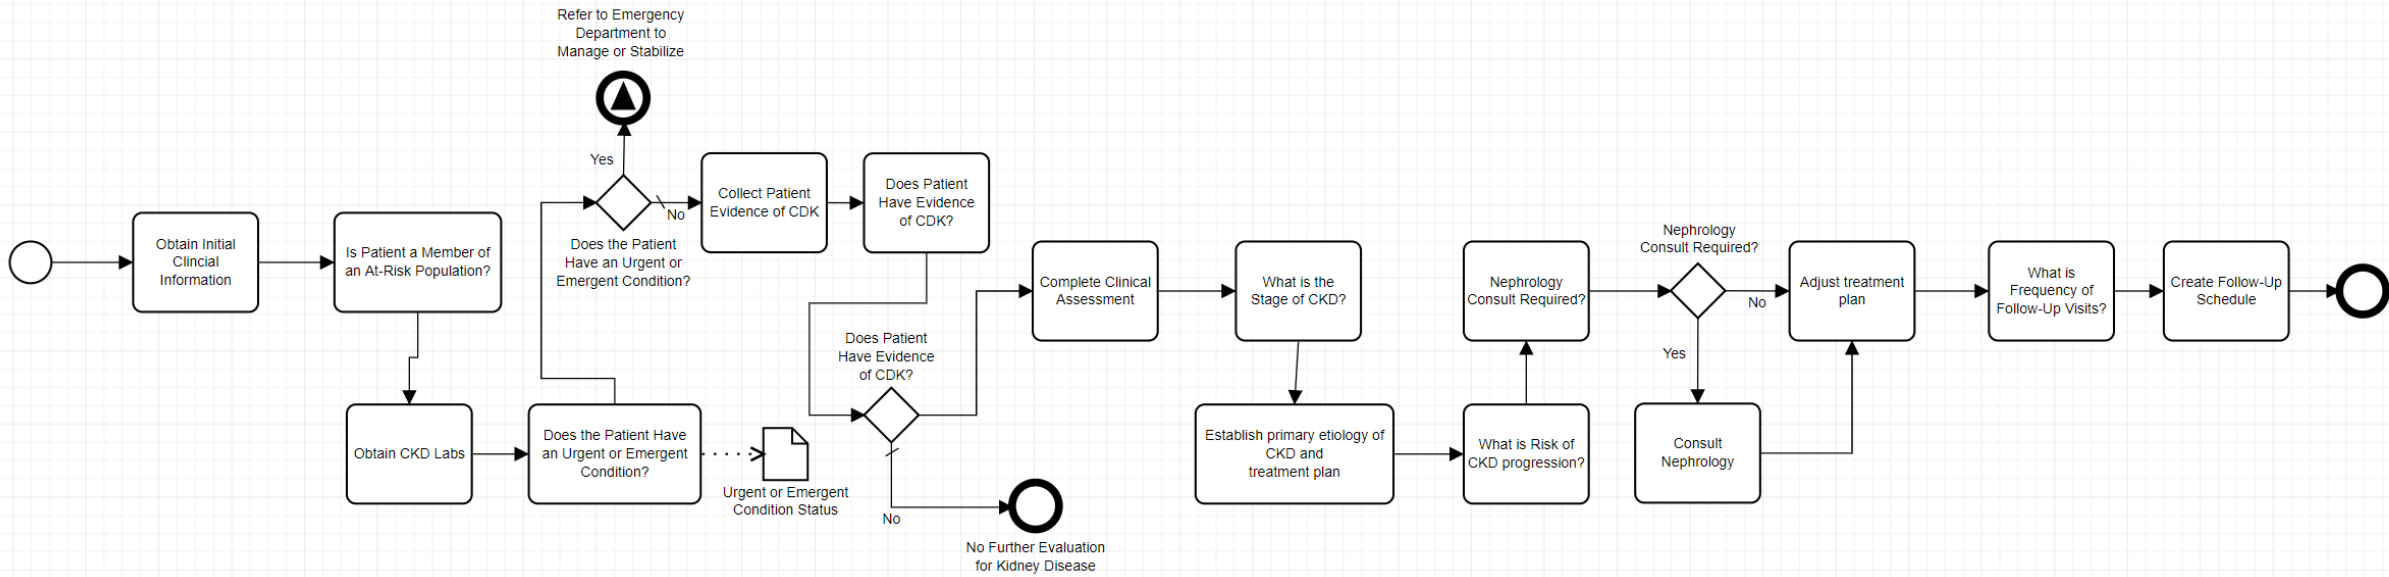 Refer to Emergency
Department to
Manage or Stabilize
Yes
No
Does the Patient
Have an Urgent or
Emergent Condition?
Obtain Initial
Clincial
Information
Is Patient a Member of
an At-Risk Population?
Obtain CKD Labs
Does the Patient Have
an Urgent or Emergent
Condition?
Urgent or Emergent
Condition Status
Collect Patient
Evidence of CDK
Does Patient
Have Evidence
of CDK?
Does Patient
Have Evidence
of CDK?
No
No Further Evaluation
for Kidney Disease
Complete Clinical
Assessment
What is the
Stage of CKD?
Establish primary etiology of
CKD and
treatment plan
What is Risk of
CKD progression?
Nephrology
Consult Required?
Nephrology
Consult Required?
No
Yes
Consult
Nephrology
Adjust treatment
plan
What is
Frequency of
Follow-Up Visits?
Create Follow-Up
Schedule